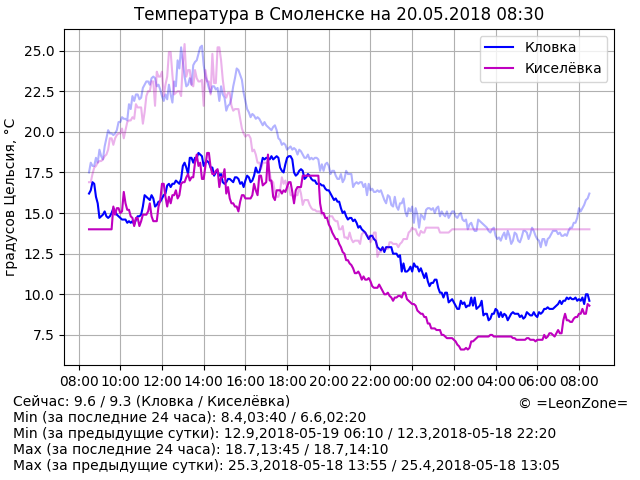 Температура в Смоленске на 20.05.2018 08:30
Кловка
Киселёвка
градусов Цельсия, °C
25.0
22.5
20.0
17.5
15.0
12.5
10.0
7.5
08:00 10:00 12:00 14:00 16:00 18:00 20:00 22:00 00:00 02:00 04:00 06:00 08:00
Сейчас: 9.6 / 9.3 (Кловка / Киселёвка)
© =LeonZone=
Min (за последние 24 часа): 8.4,03:40 / 6.6,02:20
Min (за предыдущие сутки): 12.9,2018-05-19 06:10 / 12.3,2018-05-18 22:20
Max (за последние 24 часа): 18.7,13:45 / 18.7,14:10
Max (за предыдущие сутки): 25.3,2018-05-18 13:55 / 25.4,2018-05-18 13:05